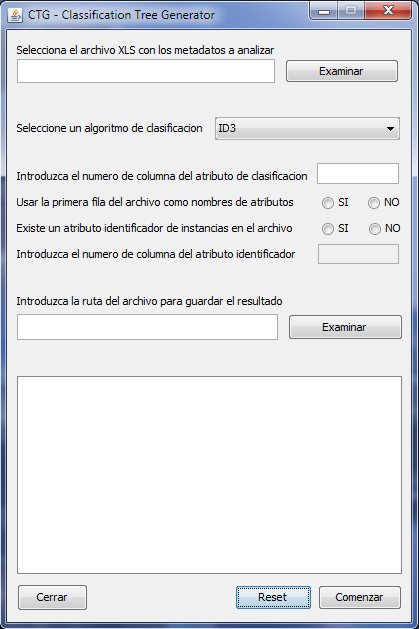 CTG - Classification Tree Generator
Selecciona el archivo XLS con los metadatos a analizar
Examinar
Seleccione un algoritmo de clasificacion ID3
Introduzca el numero de columna del atributo de clasificacion
Usar la primera fila del archivo como nombres de atributos SI NO
Existe un atributo identificador de instancias en el archivo SI NO
Introduzca el numero de columna del atributo identificador
Introduzca la ruta del archivo para guardar el resultado
Examinar
Cerrar Reset Comenzar